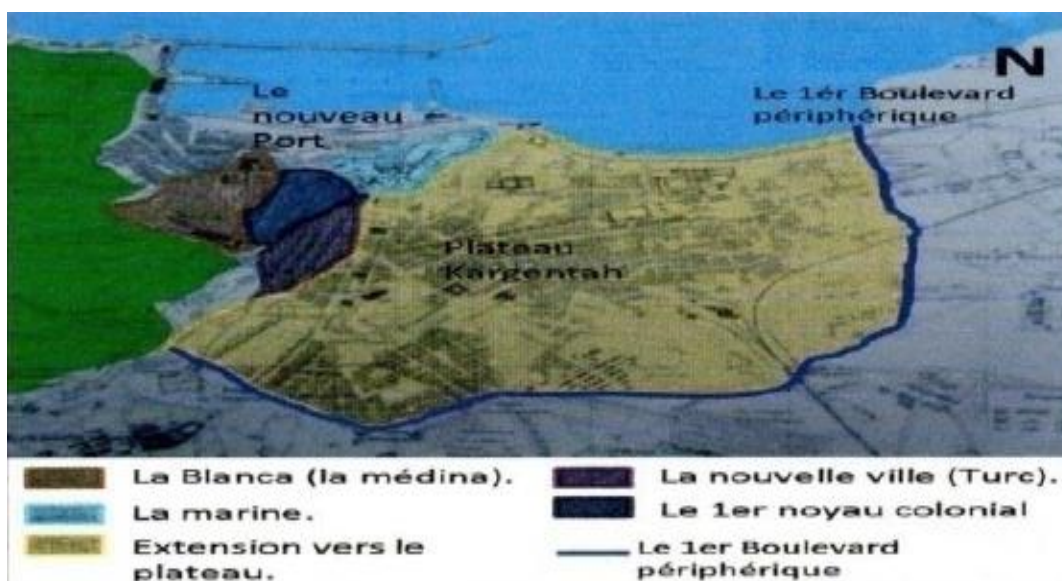 N
Le
nouveau
Port
Le 1ér Boulevard
périphérique
Plateau
Kargentah
La Blanca (la médina).
La nouvelle ville (Turc).
La marine.
Le 1er noyau colonial
Extension vers le
plateau.
Le 1er Boulevard
périphérique